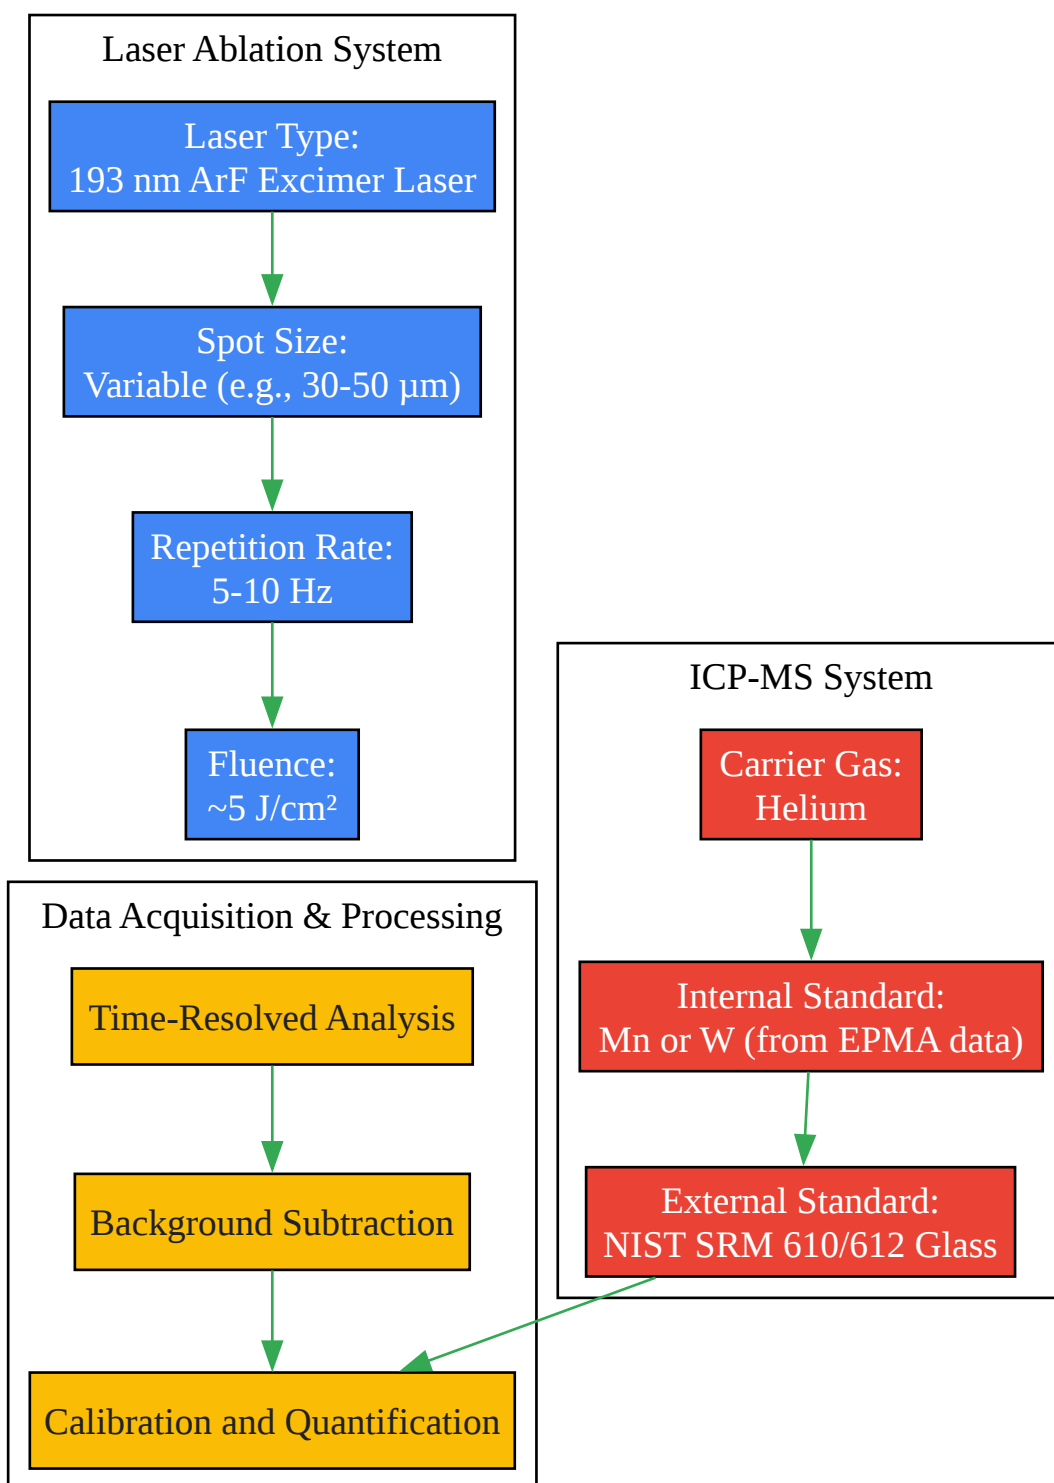 Laser Ablation System
Laser Type:
193 nm ArF Excimer Laser
Spot Size:
Variable (e.g., 30-50 µm)
Repetition Rate:
5-10 Hz
Fluence:
~5 J/cm²
ICP-MS System
Carrier Gas:
Helium
Internal Standard:
Mn or W (from EPMA data)
External Standard:
NIST SRM 610/612 Glass
Data Acquisition & Processing
Time-Resolved Analysis
Background Subtraction
Calibration and Quantification